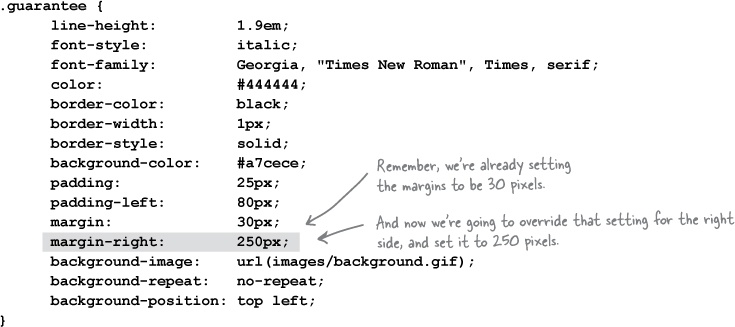 .guarantee {
line-height: 1.9em;
font-style: italic;
font-family: Georgia, "Times New Roman", Times, serif;
color: #444444;
border-color: black;
border-width: 1px;
border-style: solid;
background-color: #a7cece;
padding: 25px;
padding-left: 80px;
margin: 30px;
margin-right: 250px;
background-image: url(images/background.gif);
background-repeat: no-repeat;
background-position: top left;
}
Remember, we're already setting
the margins to be 30 pixels.
And now we're going to override that setting for the right
side, and set it to 250 pixels.